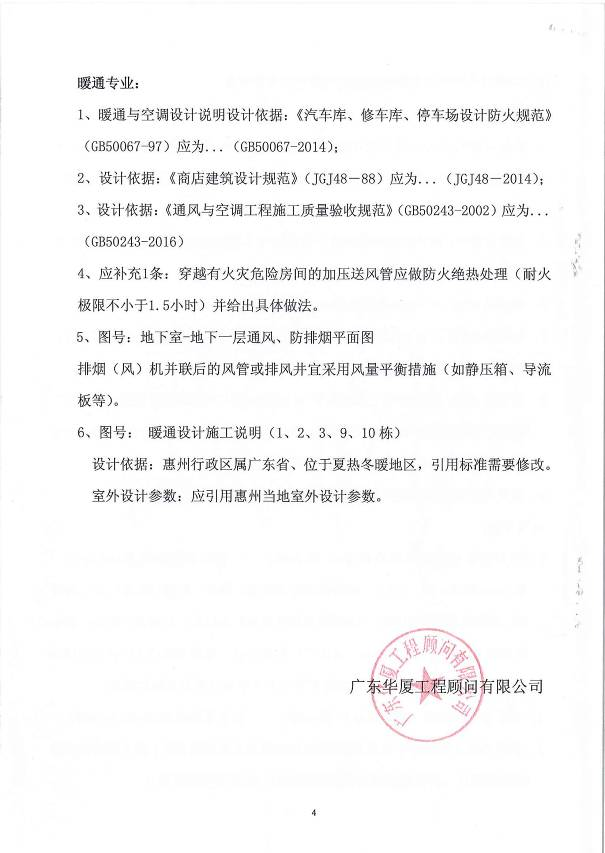 暖通专业：
1、暖通与空调设计说明设计依据：《汽车库、修车库、停车场设计防火规范》
（GB50067-97）应为...（GB50067-2014）；
2、设计依据：《商店建筑设计规范》（JGJ48－88）应为...（JGJ48－2014）；
3、设计依据：《通风与空调工程施工质量验收规范》（GB50243-2002）应为...
（GB50243-2016）
4、应补充1条：穿越有火灾危险房间的加压送风管应做防火绝热处理（耐火
极限不小于1.5小时）并给出具体做法。
5、图号：地下室-地下一层通风、防排烟平面图
排烟（风）机并联后的风管或排风井宜采用风量平衡措施（如静压箱、导流
板等）。
6、图号： 暖通设计施工说明（1、2、3、9、10 栋）
设计依据：惠州行政区属广东省、位于夏热冬暖地区，引用标准需要修改。
室外设计参数：应引用惠州当地室外设计参数。
广东华厦工程顾问有限公司
广东华厦工程顾问有限公司
4